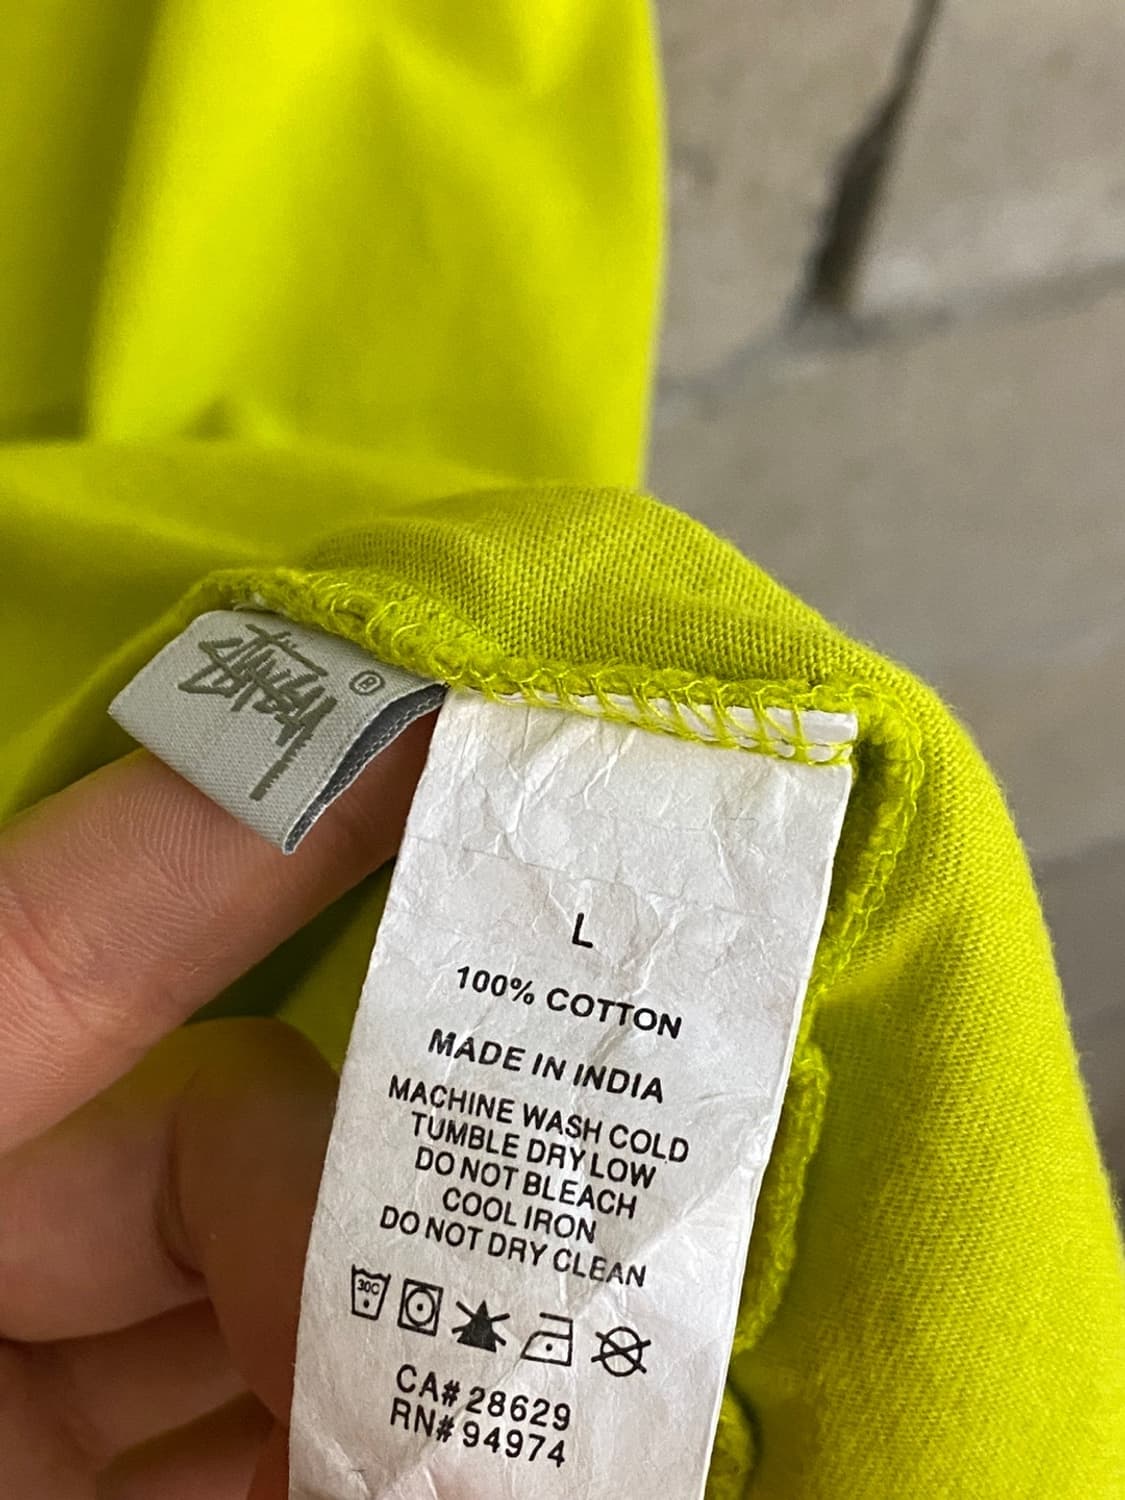 STÜSSY ®
L
100% COTTON
MADE IN INDIA
MACHINE WASH COLD
TUMBLE DRY LOW
DO NOT BLEACH
COOL IRON
DO NOT DRY CLEAN
30C
CA# 28629
RN# 94974